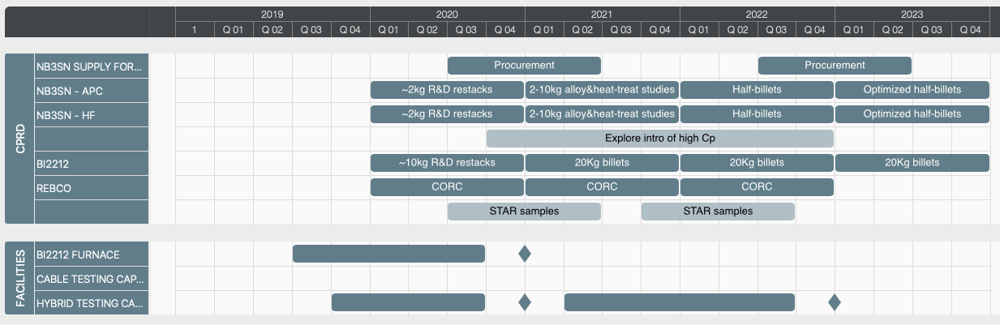 2019 2020 2021 2022 2023
1 Q 01 Q 02 Q 03 Q 04 Q 01 Q 02 Q 03 Q 04 Q 01 Q 02 Q 03 Q 04 Q 01 Q 02 Q 03 Q 04 Q 01 Q 02 Q 03 Q 04
CPRD
NB3SN SUPPLY FOR... Procurement Procurement
NB3SN - APC ~2kg R&D restacks 2-10kg alloy&heat-treat studies Half-billets Optimized half-billets
NB3SN - HF ~2kg R&D restacks 2-10kg alloy&heat-treat studies Half-billets Optimized half-billets
Explore intro of high Cp
BI2212 ~10kg R&D restacks 20Kg billets 20Kg billets 20Kg billets
REBCO CORC CORC CORC
STAR samples STAR samples
FACILITIES
BI2212 FURNACE
CABLE TESTING CAP...
HYBRID TESTING CA...